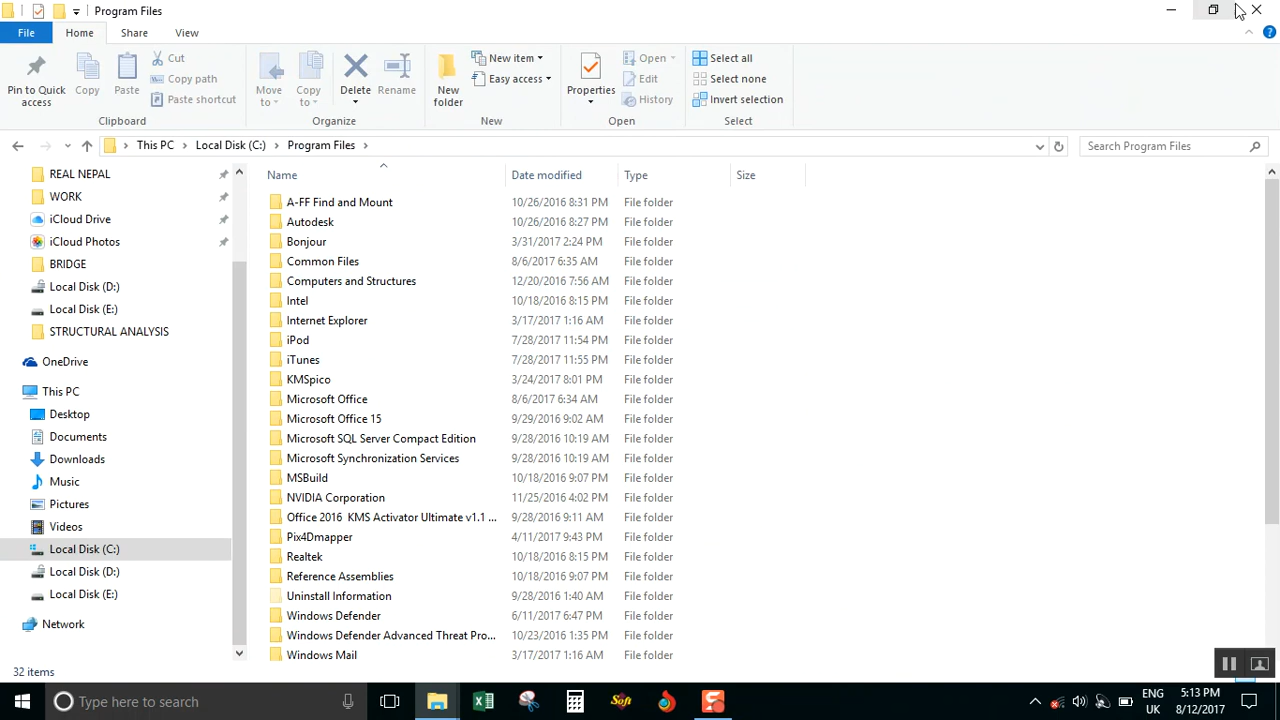 Program Files
File Home Share View
Pin to Quick access
Copy
Paste
Cut
Copy path
Paste shortcut
Clipboard
Move to
Copy to
Delete
Rename
Organize
New folder
New item
Easy access
New
Properties
Open
Edit
History
Open
Select all
Select none
Invert selection
Select
This PC Local Disk (C:) Program Files
Search Program Files
REAL NEPAL
WORK
iCloud Drive
iCloud Photos
BRIDGE
Local Disk (D:)
Local Disk (E:)
STRUCTURAL ANALYSIS
OneDrive
This PC
Desktop
Documents
Downloads
Music
Pictures
Videos
Local Disk (C:)
Local Disk (D:)
Local Disk (E:)
Network
Name Date modified Type Size
A-FF Find and Mount 10/26/2016 8:31 PM File folder
Autodesk 10/26/2016 8:27 PM File folder
Bonjour 3/31/2017 2:24 PM File folder
Common Files 8/6/2017 6:35 AM File folder
Computers and Structures 12/20/2016 7:56 AM File folder
Intel 10/18/2016 8:15 PM File folder
Internet Explorer 3/17/2017 1:16 AM File folder
iPod 7/28/2017 11:54 PM File folder
iTunes 7/28/2017 11:55 PM File folder
KMSpico 3/24/2017 8:01 PM File folder
Microsoft Office 8/6/2017 6:34 AM File folder
Microsoft Office 15 9/29/2016 9:02 AM File folder
Microsoft SQL Server Compact Edition 9/28/2016 10:19 AM File folder
Microsoft Synchronization Services 9/28/2016 10:19 AM File folder
MSBuild 10/18/2016 9:07 PM File folder
NVIDIA Corporation 11/25/2016 4:02 PM File folder
Office 2016 KMS Activator Ultimate v1.1 ... 9/28/2016 9:11 AM File folder
Pix4Dmapper 4/11/2017 9:43 PM File folder
Realtek 10/18/2016 8:15 PM File folder
Reference Assemblies 10/18/2016 9:07 PM File folder
Uninstall Information 9/28/2016 1:40 AM File folder
Windows Defender 6/11/2017 6:47 PM File folder
Windows Defender Advanced Threat Pro... 10/23/2016 1:35 PM File folder
Windows Mail 3/17/2017 1:16 AM File folder
32 items
Type here to search
Soft
ENG
UK
5:13 PM
8/12/2017